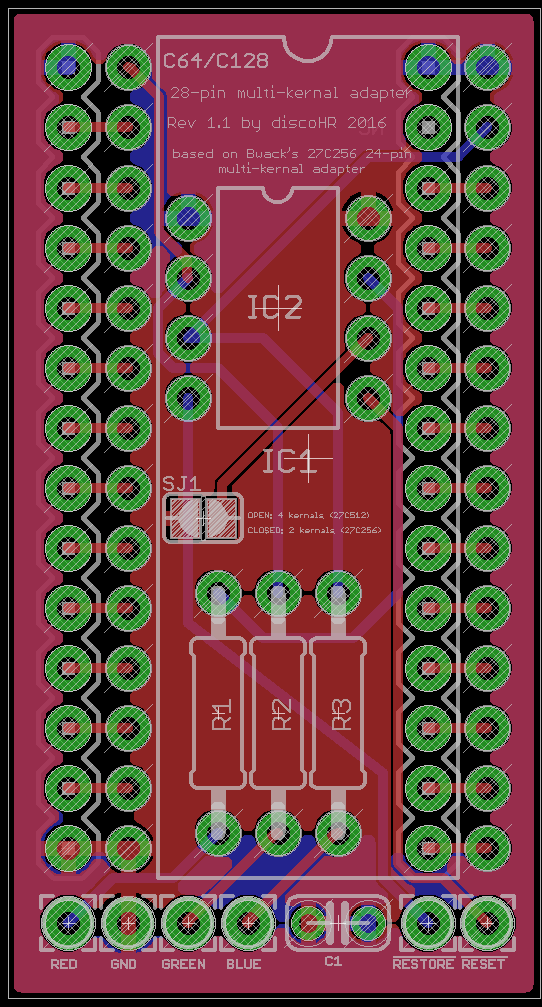 C64/C128
28-pin multi-kernal adapter
Rev 1.1 by discoHR 2016
based on Bwack's 27C256 24-pin
multi-kernal adapter
IC2
IC1
SJ1
OPEN: 4 kernals (27C512)
CLOSED: 2 kernals (27C256)
R1 R2 R3
RED GND GREEN BLUE C1 RESTORE RESET